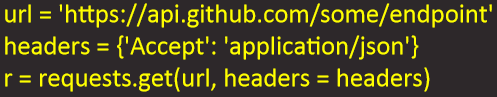 url = 'https://api.github.com/some/endpoint'
headers = {'Accept': 'application/json'}
r = requests.get(url, headers = headers)